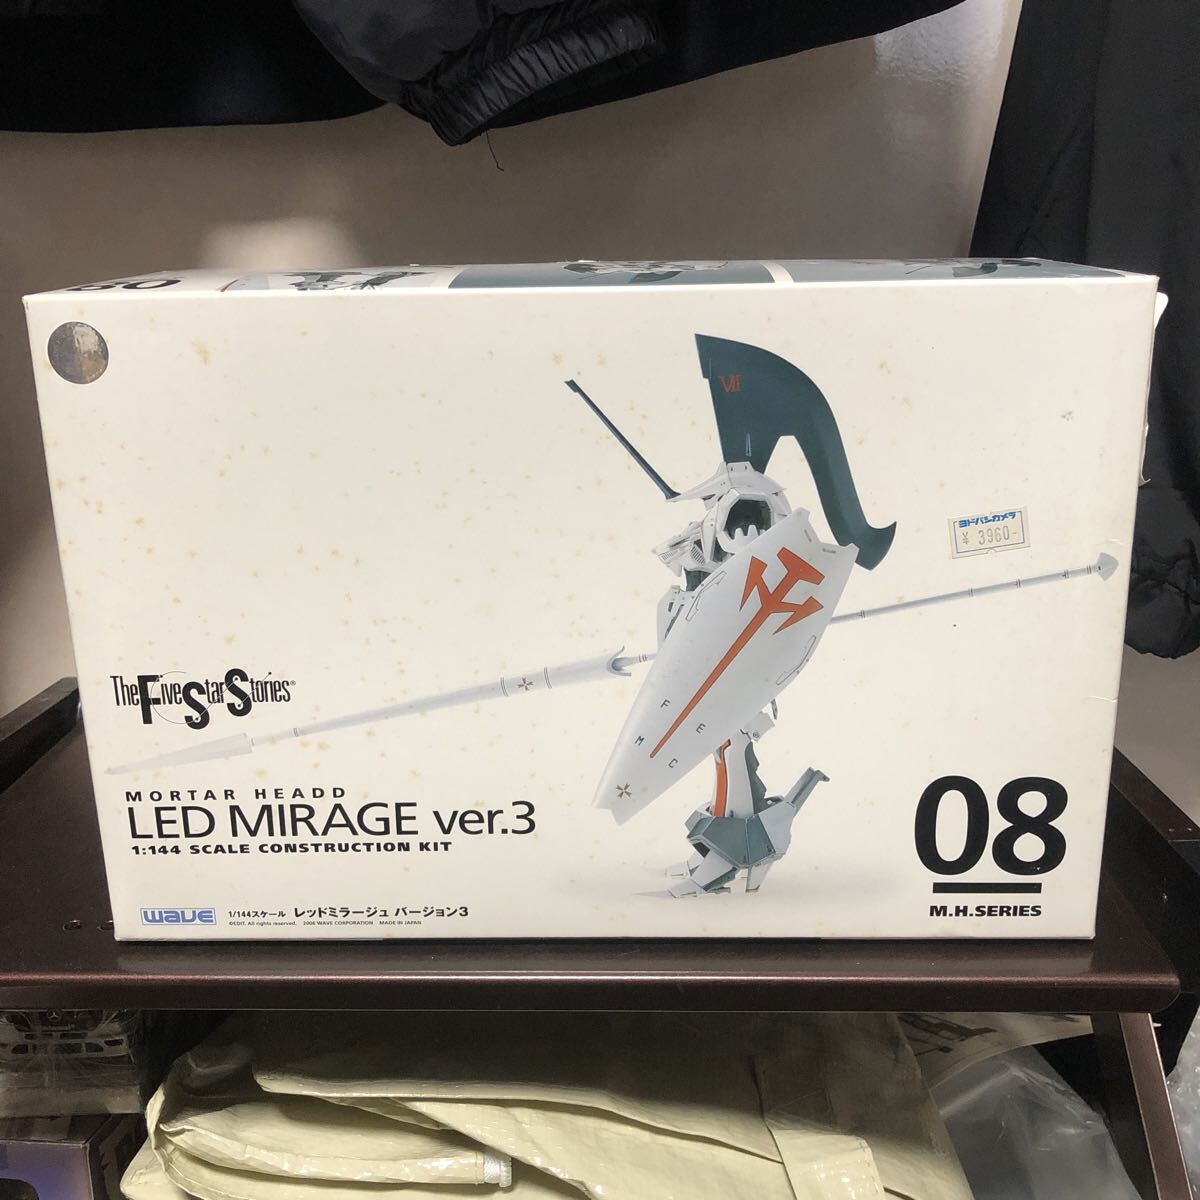 VII
ヨドバシカメラ
¥ 3960-
The Five Star Stories®
F E
M C
MORTAR HEADD
LED MIRAGE ver.3
1:144 SCALE CONSTRUCTION KIT
08
M.H.SERIES
wave 1/144スケール レッドミラージュ バージョン3
©EDIT. All rights reserved. 2006 WAVE CORPORATION MADE IN JAPAN